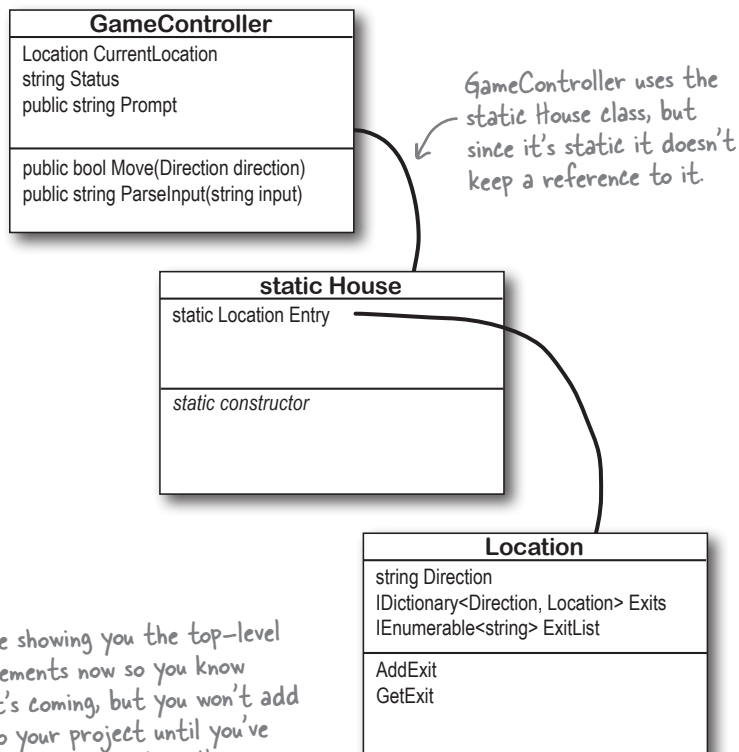 GameController
Location CurrentLocation
string Status
public string Prompt
public bool Move(Direction direction)
public string ParseInput(string input)
GameController uses the
static House class, but
since it's static it doesn't
keep a reference to it.
static House
static Location Entry
static constructor
Location
string Direction
IDictionary<Direction, Location> Exits
IEnumerable<string> ExitList
AddExit
GetExit
e showing you the top-level
ements now so you know
t's coming, but you won't add
o your project until you've